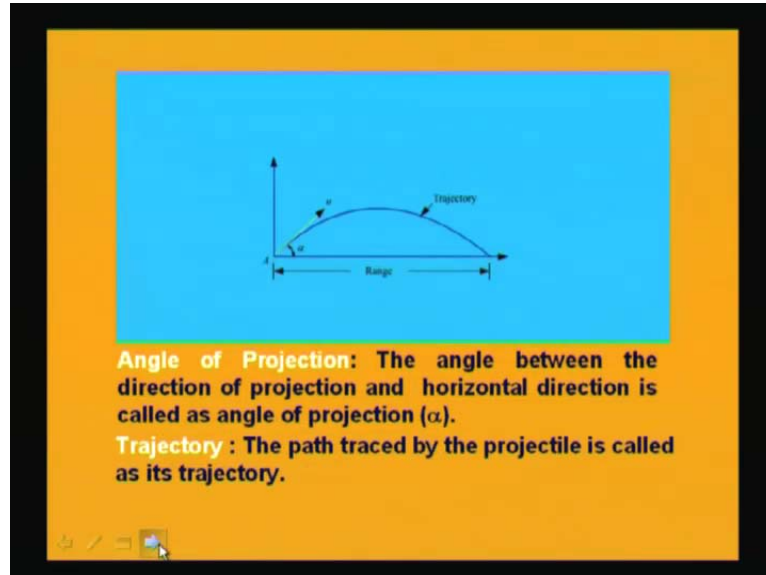 u
Trajectory
α
A
Range
Angle of Projection: The angle between the
direction of projection and horizontal direction is
called as angle of projection (α).
Trajectory : The path traced by the projectile is called
as its trajectory.